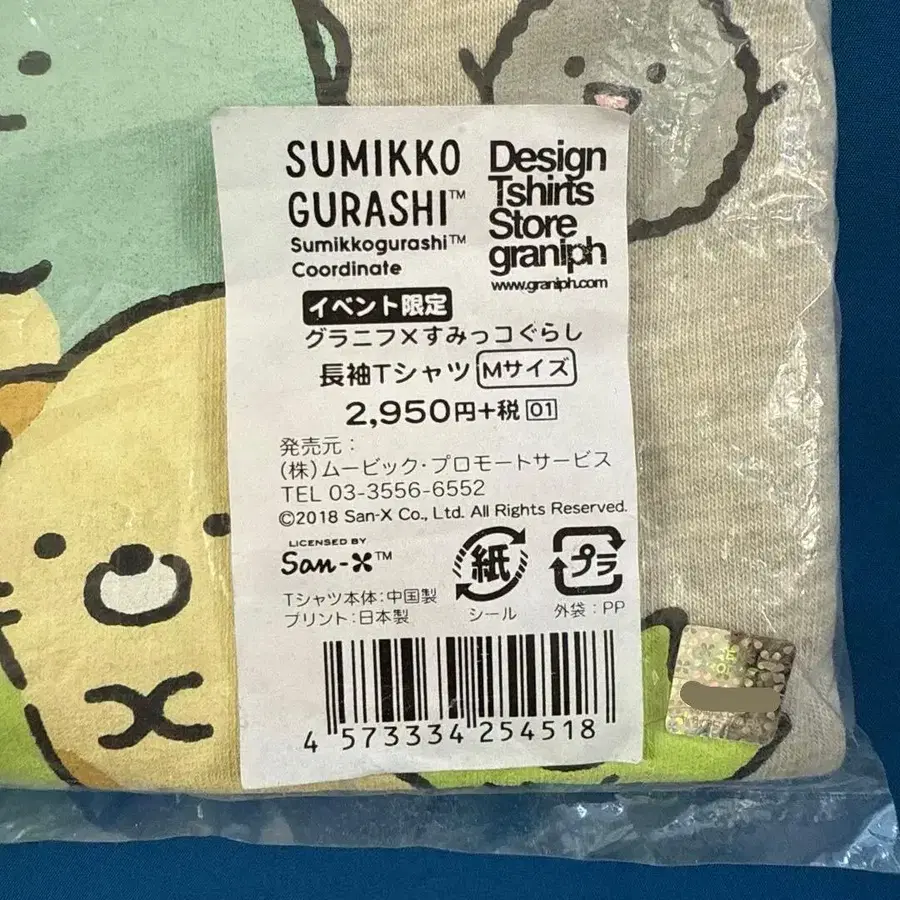 SUMIKKO
GURASHI™
Sumikkogurashi™
Coordinate
Design
Tshirts
Store
graniph
www.graniph.com
イベント限定
グラニフ×すみっコぐらし
長袖Tシャツ Mサイズ
2,950円+税 01
発売元：
(株)ムービック・プロモートサービス
TEL 03-3556-6552
©2018 San-X Co., Ltd. All Rights Reserved.
LICENSED BY
San-X™
紙
シール
プラ
外袋：PP
Tシャツ本体：中国製
プリント：日本製
4 573334 254518